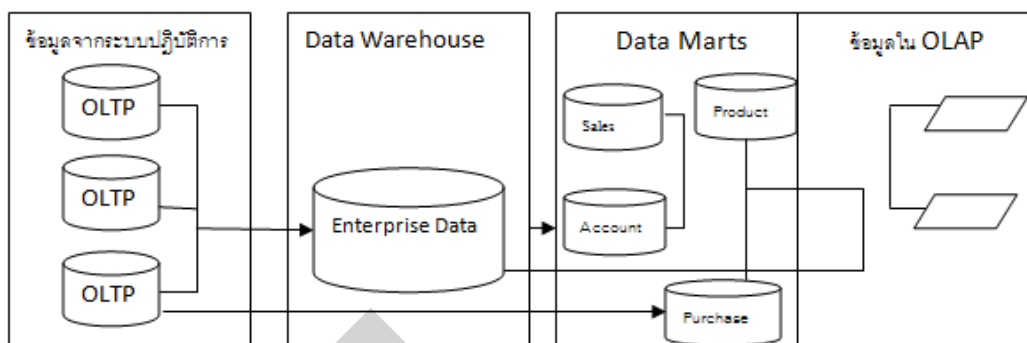 ข้อมูลจากระบบปฏิบัติการ
Data Warehouse
Data Marts
ข้อมูลใน OLAP
OLTP
OLTP
OLTP
Enterprise Data
Sales
Product
Account
Purchase